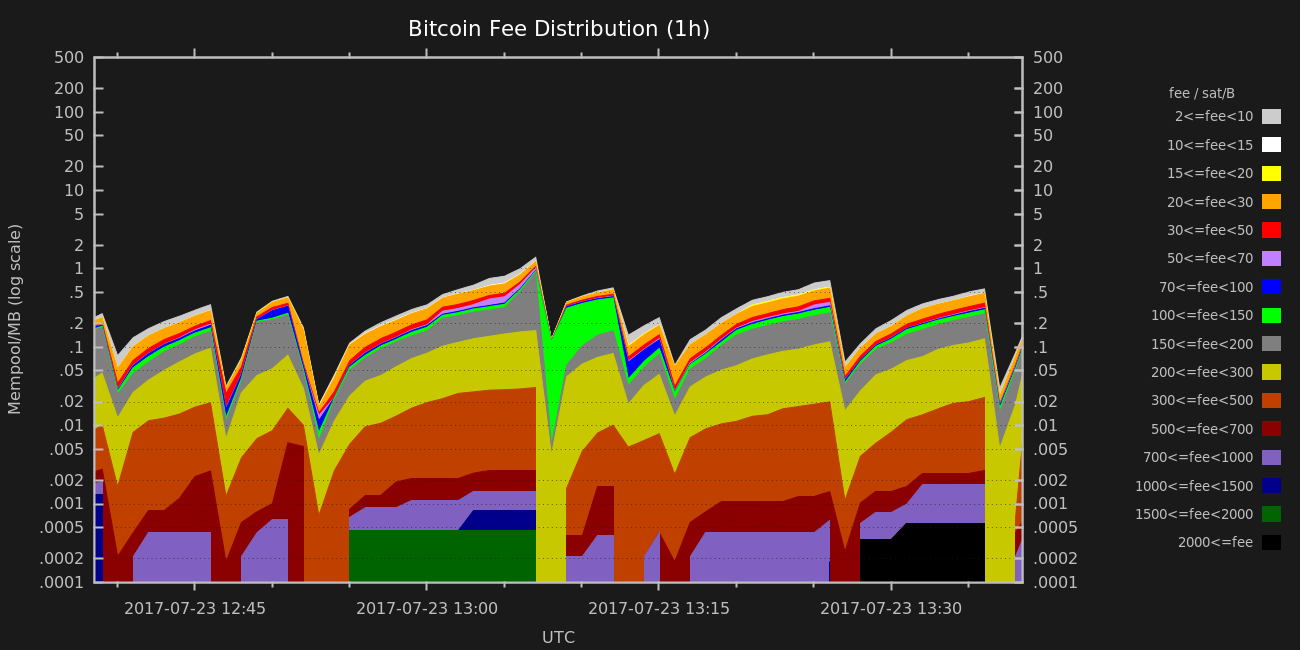 Bitcoin Fee Distribution (1h)
Mempool/MB (log scale)
500
200
100
50
20
10
5
2
1
.5
.2
.1
.05
.02
.01
.005
.002
.001
.0005
.0002
.0001
500
200
100
50
20
10
5
2
1
.5
.2
.1
.05
.02
.01
.005
.002
.001
.0005
.0002
.0001
2017-07-23 12:45
2017-07-23 13:00
2017-07-23 13:15
2017-07-23 13:30
UTC
fee / sat/B
2<=fee<10
10<=fee<15
15<=fee<20
20<=fee<30
30<=fee<50
50<=fee<70
70<=fee<100
100<=fee<150
150<=fee<200
200<=fee<300
300<=fee<500
500<=fee<700
700<=fee<1000
1000<=fee<1500
1500<=fee<2000
2000<=fee